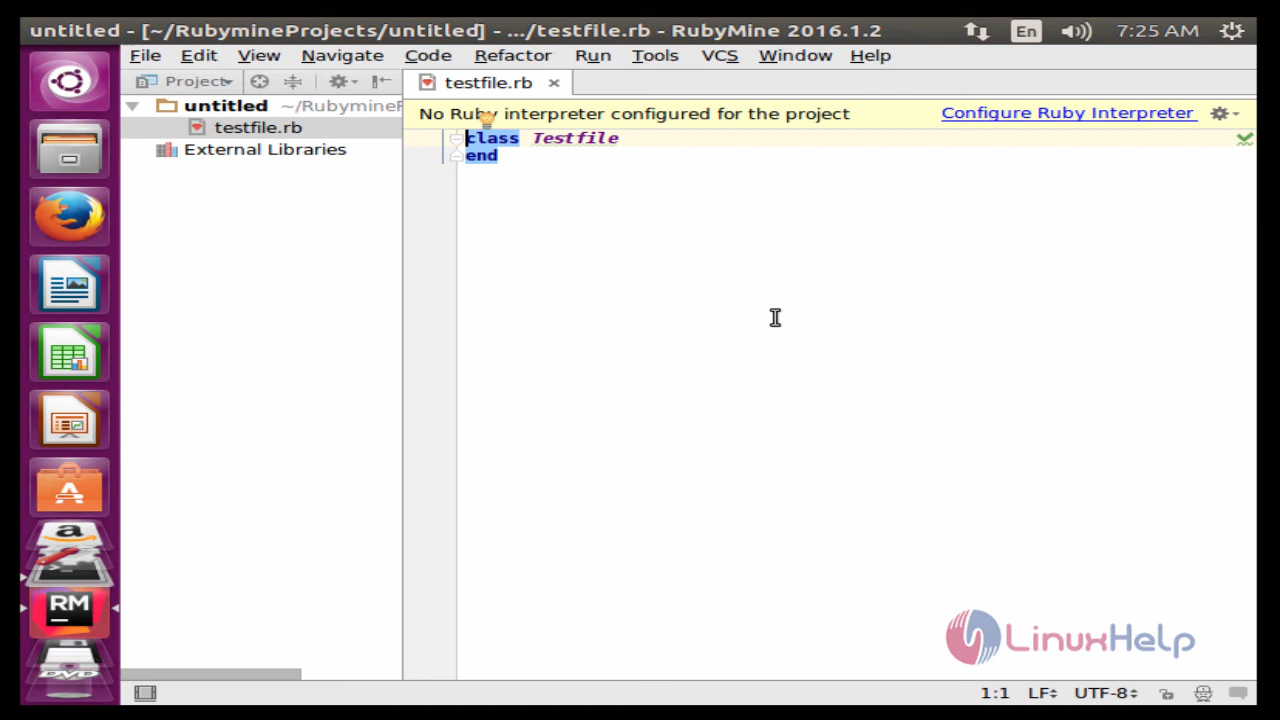 untitled - [~/RubymineProjects/untitled] - .../testfile.rb - RubyMine 2016.1.2
En
7:25 AM
File Edit View Navigate Code Refactor Run Tools VCS Window Help
Project
testfile.rb
untitled ~/RubymineP
testfile.rb
External Libraries
No Ruby interpreter configured for the project
Configure Ruby Interpreter
class Testfile
end
A
a
RM
DVD
LinuxHelp
1:1 LF UTF-8